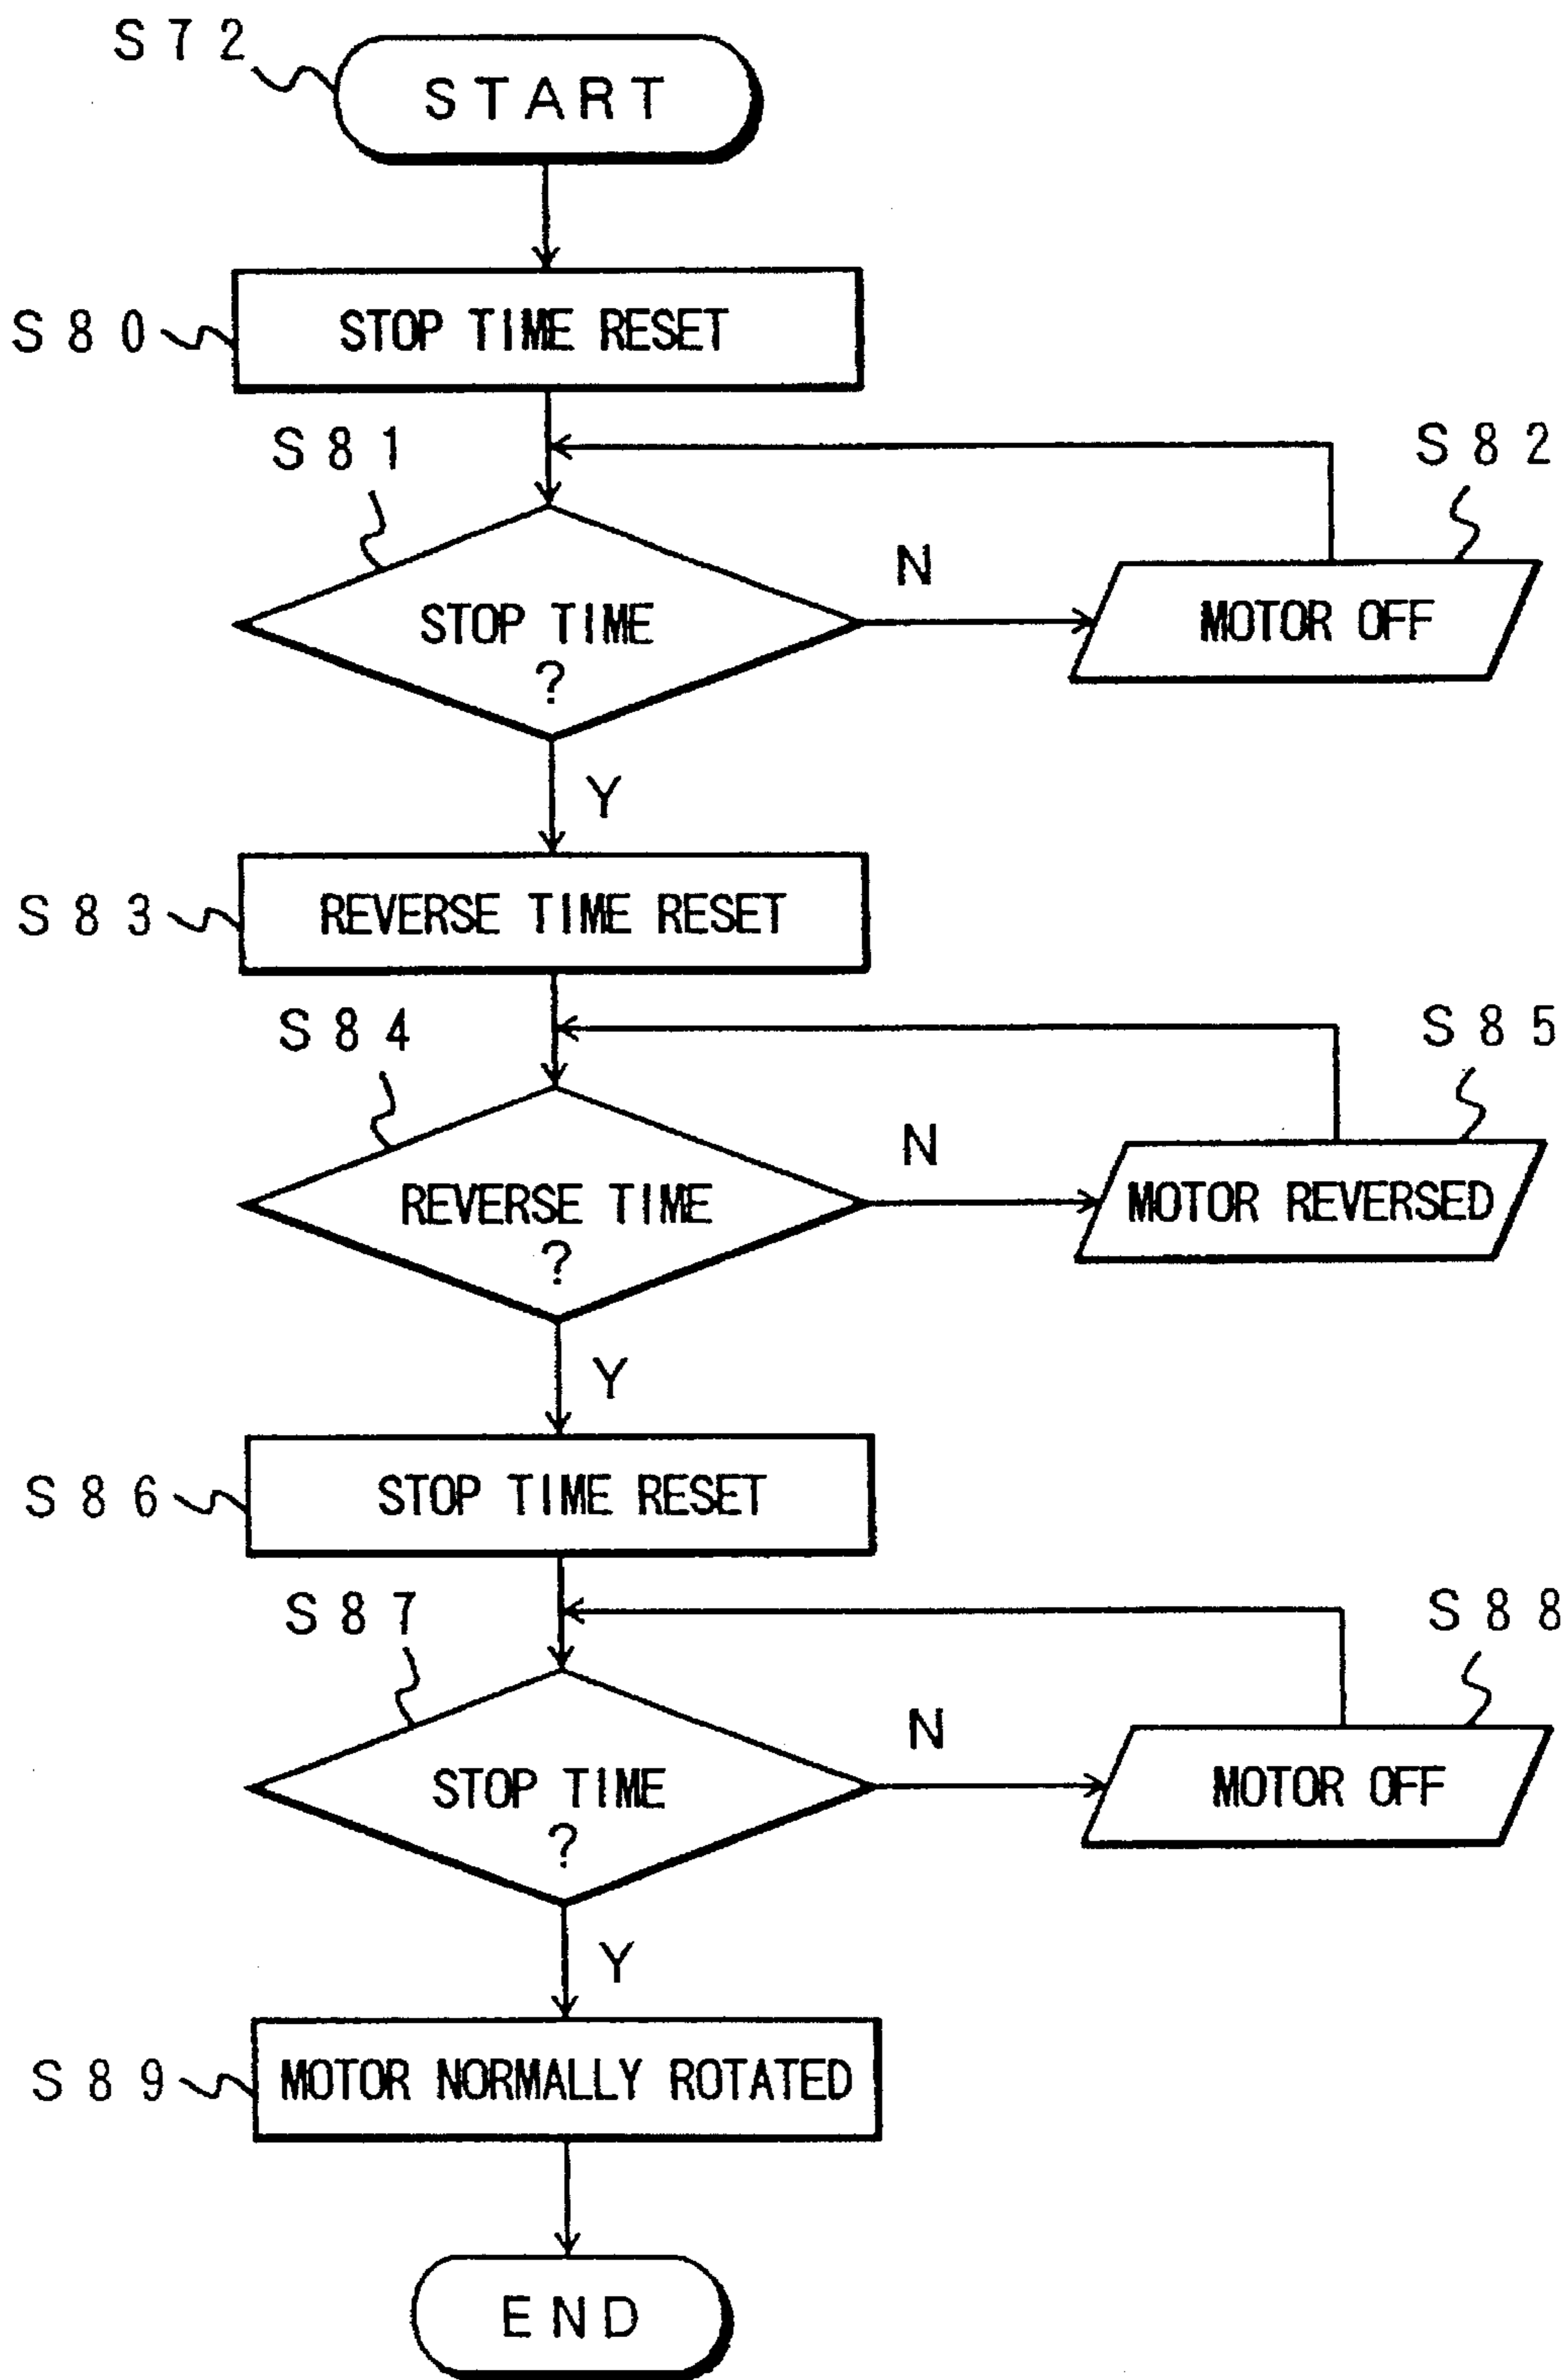 S72
START
S80
STOP TIME RESET
S81
S82
STOP TIME
?
N
MOTOR OFF
Y
S83
REVERSE TIME RESET
S84
S85
REVERSE TIME
?
N
MOTOR REVERSED
Y
S86
STOP TIME RESET
S87
S88
STOP TIME
?
N
MOTOR OFF
Y
S89
MOTOR NORMALLY ROTATED
END